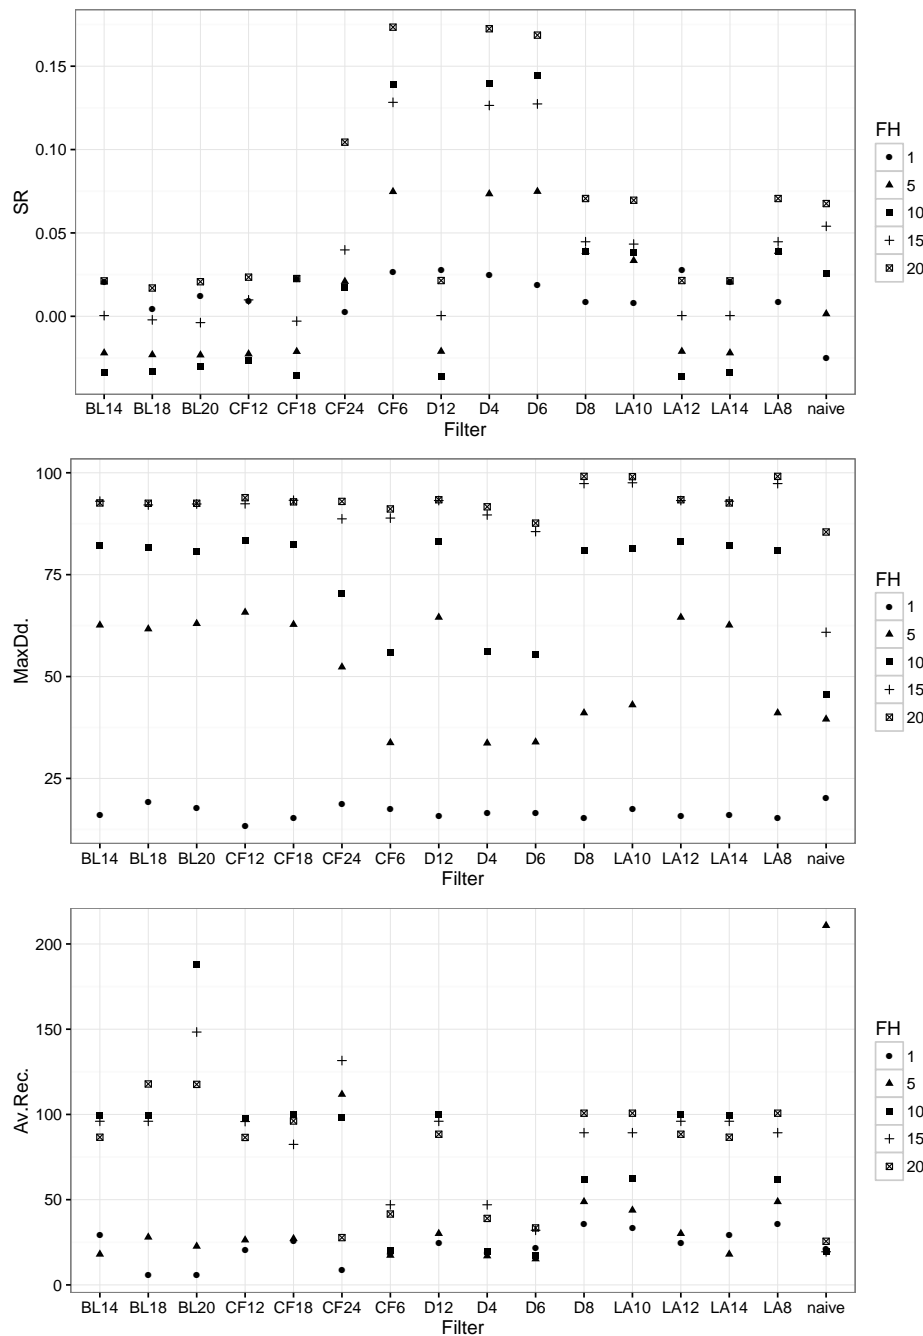 0.15
0.10
0.05
0.00
SR
BL14 BL18 BL20 CF12 CF18 CF24 CF6 D12 D4 D6 D8 LA10 LA12 LA14 LA8 naive
Filter
FH
1
5
10
15
20
100
75
50
25
MaxDd.
BL14 BL18 BL20 CF12 CF18 CF24 CF6 D12 D4 D6 D8 LA10 LA12 LA14 LA8 naive
Filter
FH
1
5
10
15
20
200
150
100
50
0
Av.Rec.
BL14 BL18 BL20 CF12 CF18 CF24 CF6 D12 D4 D6 D8 LA10 LA12 LA14 LA8 naive
Filter
FH
1
5
10
15
20